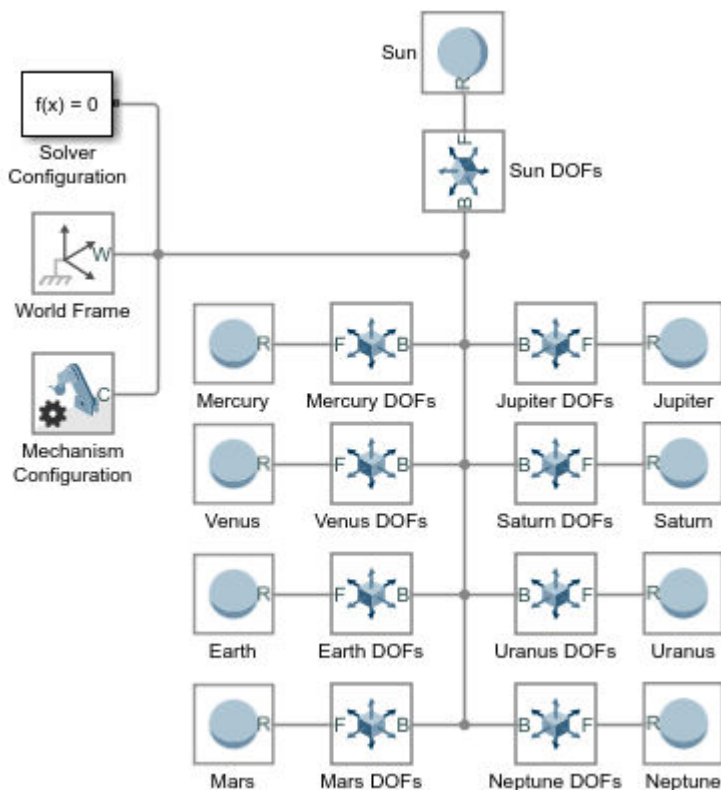 Sun
R
F
Sun DOFs
B
f(x) = 0
Solver
Configuration
W
World Frame
C
Mechanism
Configuration
R F B B F R
Mercury Mercury DOFs Jupiter DOFs Jupiter
R F B B F R
Venus Venus DOFs Saturn DOFs Saturn
R F B B F R
Earth Earth DOFs Uranus DOFs Uranus
R F B B F R
Mars Mars DOFs Neptune DOFs Neptune